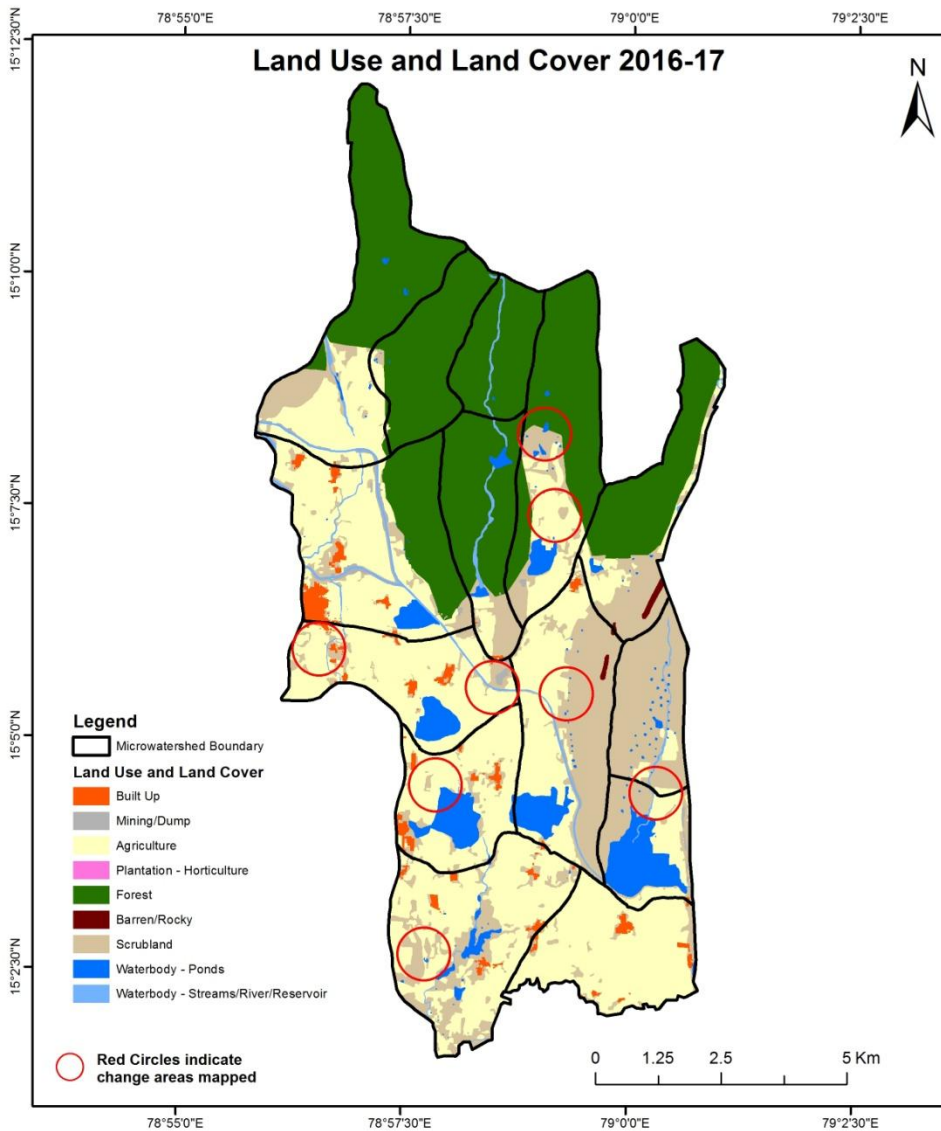 78°55'0"E 78°57'30"E 79°0'0"E 79°2'30"E
Land Use and Land Cover 2016-17
N
15°12'30"N
15°10'0"N
15°7'30"N
15°5'0"N
15°2'30"N
Legend
Microwatershed Boundary
Land Use and Land Cover
Built Up
Mining/Dump
Agriculture
Plantation - Horticulture
Forest
Barren/Rocky
Scrubland
Waterbody - Ponds
Waterbody - Streams/River/Reservoir
Red Circles indicate
change areas mapped
0 1.25 2.5 5 Km
78°55'0"E 78°57'30"E 79°0'0"E 79°2'30"E